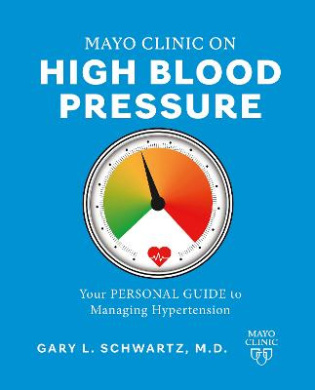 MAYO CLINIC ON
HIGH BLOOD
PRESSURE
Your PERSONAL GUIDE to
Managing Hypertension
GARY L. SCHWARTZ, M.D.
MAYO
CLINIC